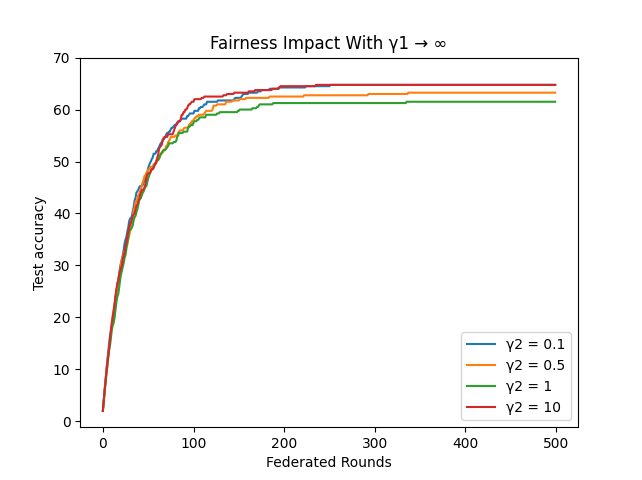 Fairness Impact With γ1 → ∞
70
60
50
40
30
20
10
0
Test accuracy
γ2 = 0.1
γ2 = 0.5
γ2 = 1
γ2 = 10
0 100 200 300 400 500
Federated Rounds